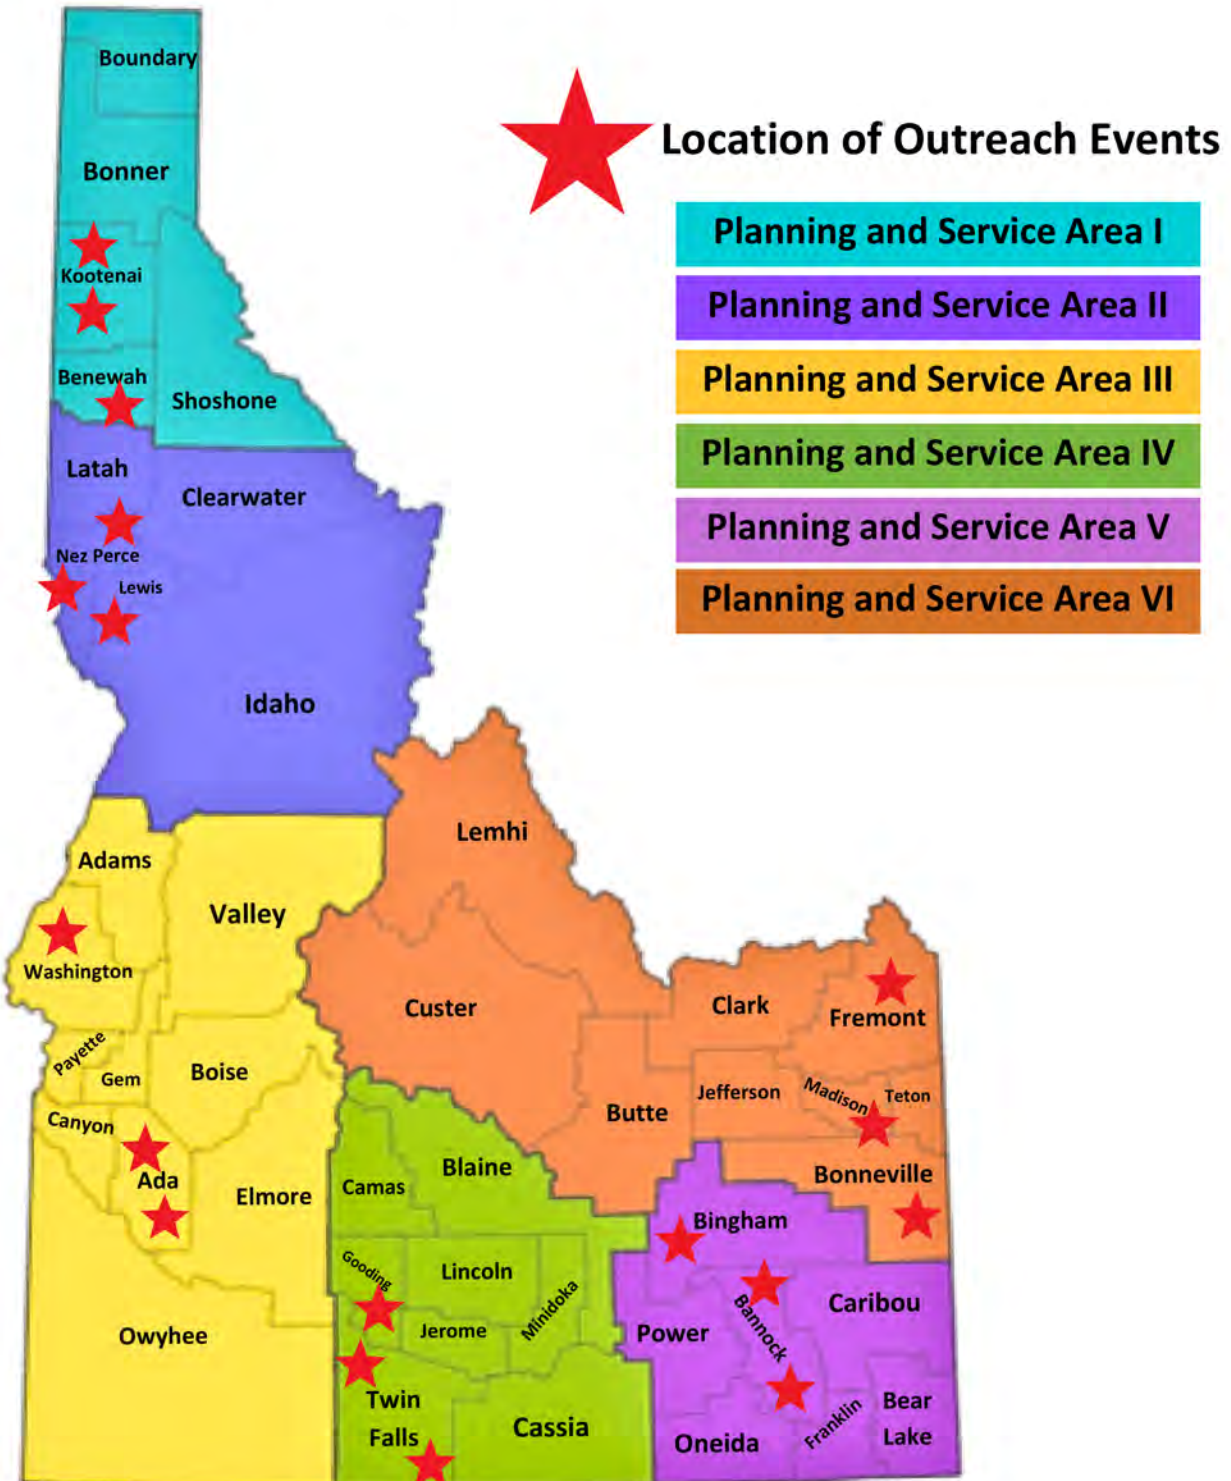 Location of Outreach Events
Planning and Service Area I
Planning and Service Area II
Planning and Service Area III
Planning and Service Area IV
Planning and Service Area V
Planning and Service Area VI
Boundary
Bonner
Kootenai
Benewah
Shoshone
Latah
Clearwater
Nez Perce
Lewis
Idaho
Lemhi
Adams
Valley
Washington
Custer
Clark
Fremont
Payette
Gem
Boise
Jefferson
Madison
Teton
Canyon
Butte
Ada
Elmore
Camas
Blaine
Bonneville
Bingham
Gooding
Lincoln
Minidoka
Caribou
Owyhee
Jerome
Power
Bannock
Twin
Falls
Cassia
Oneida
Franklin
Bear
Lake